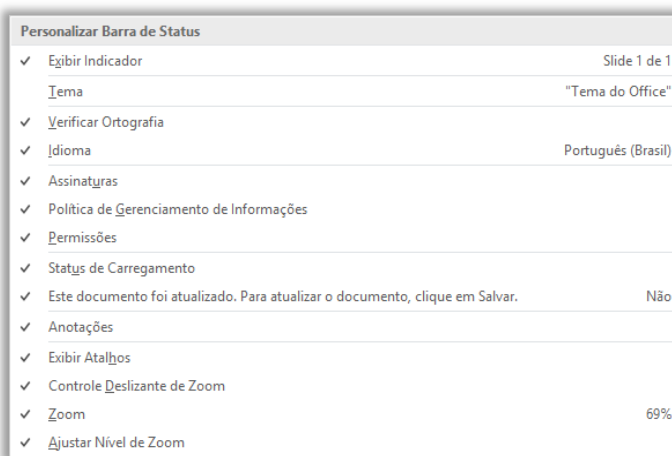 Personalizar Barra de Status
Exibir Indicador Slide 1 de 1
Tema "Tema do Office"
Verificar Ortografia
Idioma Português (Brasil)
Assinaturas
Política de Gerenciamento de Informações
Permissões
Status de Carregamento
Este documento foi atualizado. Para atualizar o documento, clique em Salvar. Não
Anotações
Exibir Atalhos
Controle Deslizante de Zoom
Zoom 69%
Ajustar Nível de Zoom